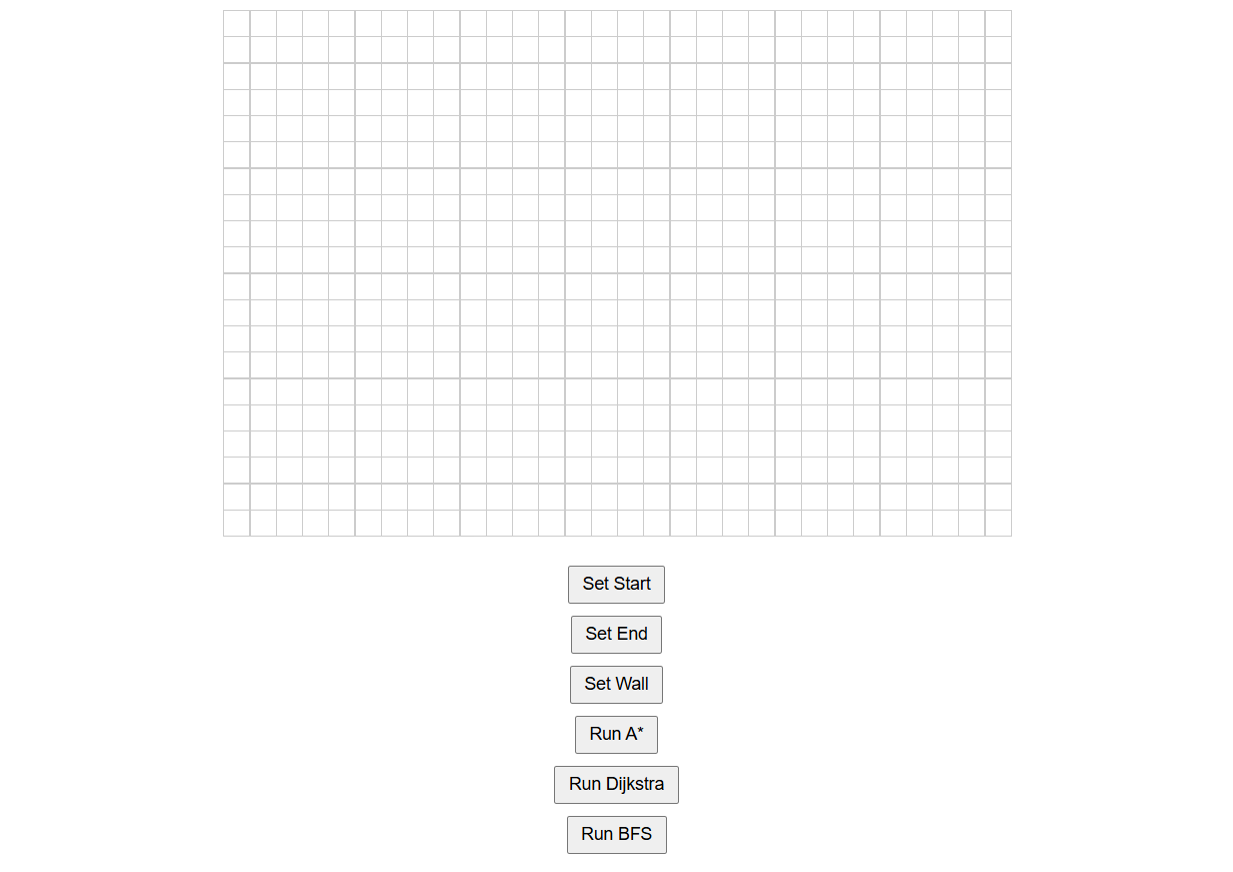 Set Start
Set End
Set Wall
Run A*
Run Dijkstra
Run BFS